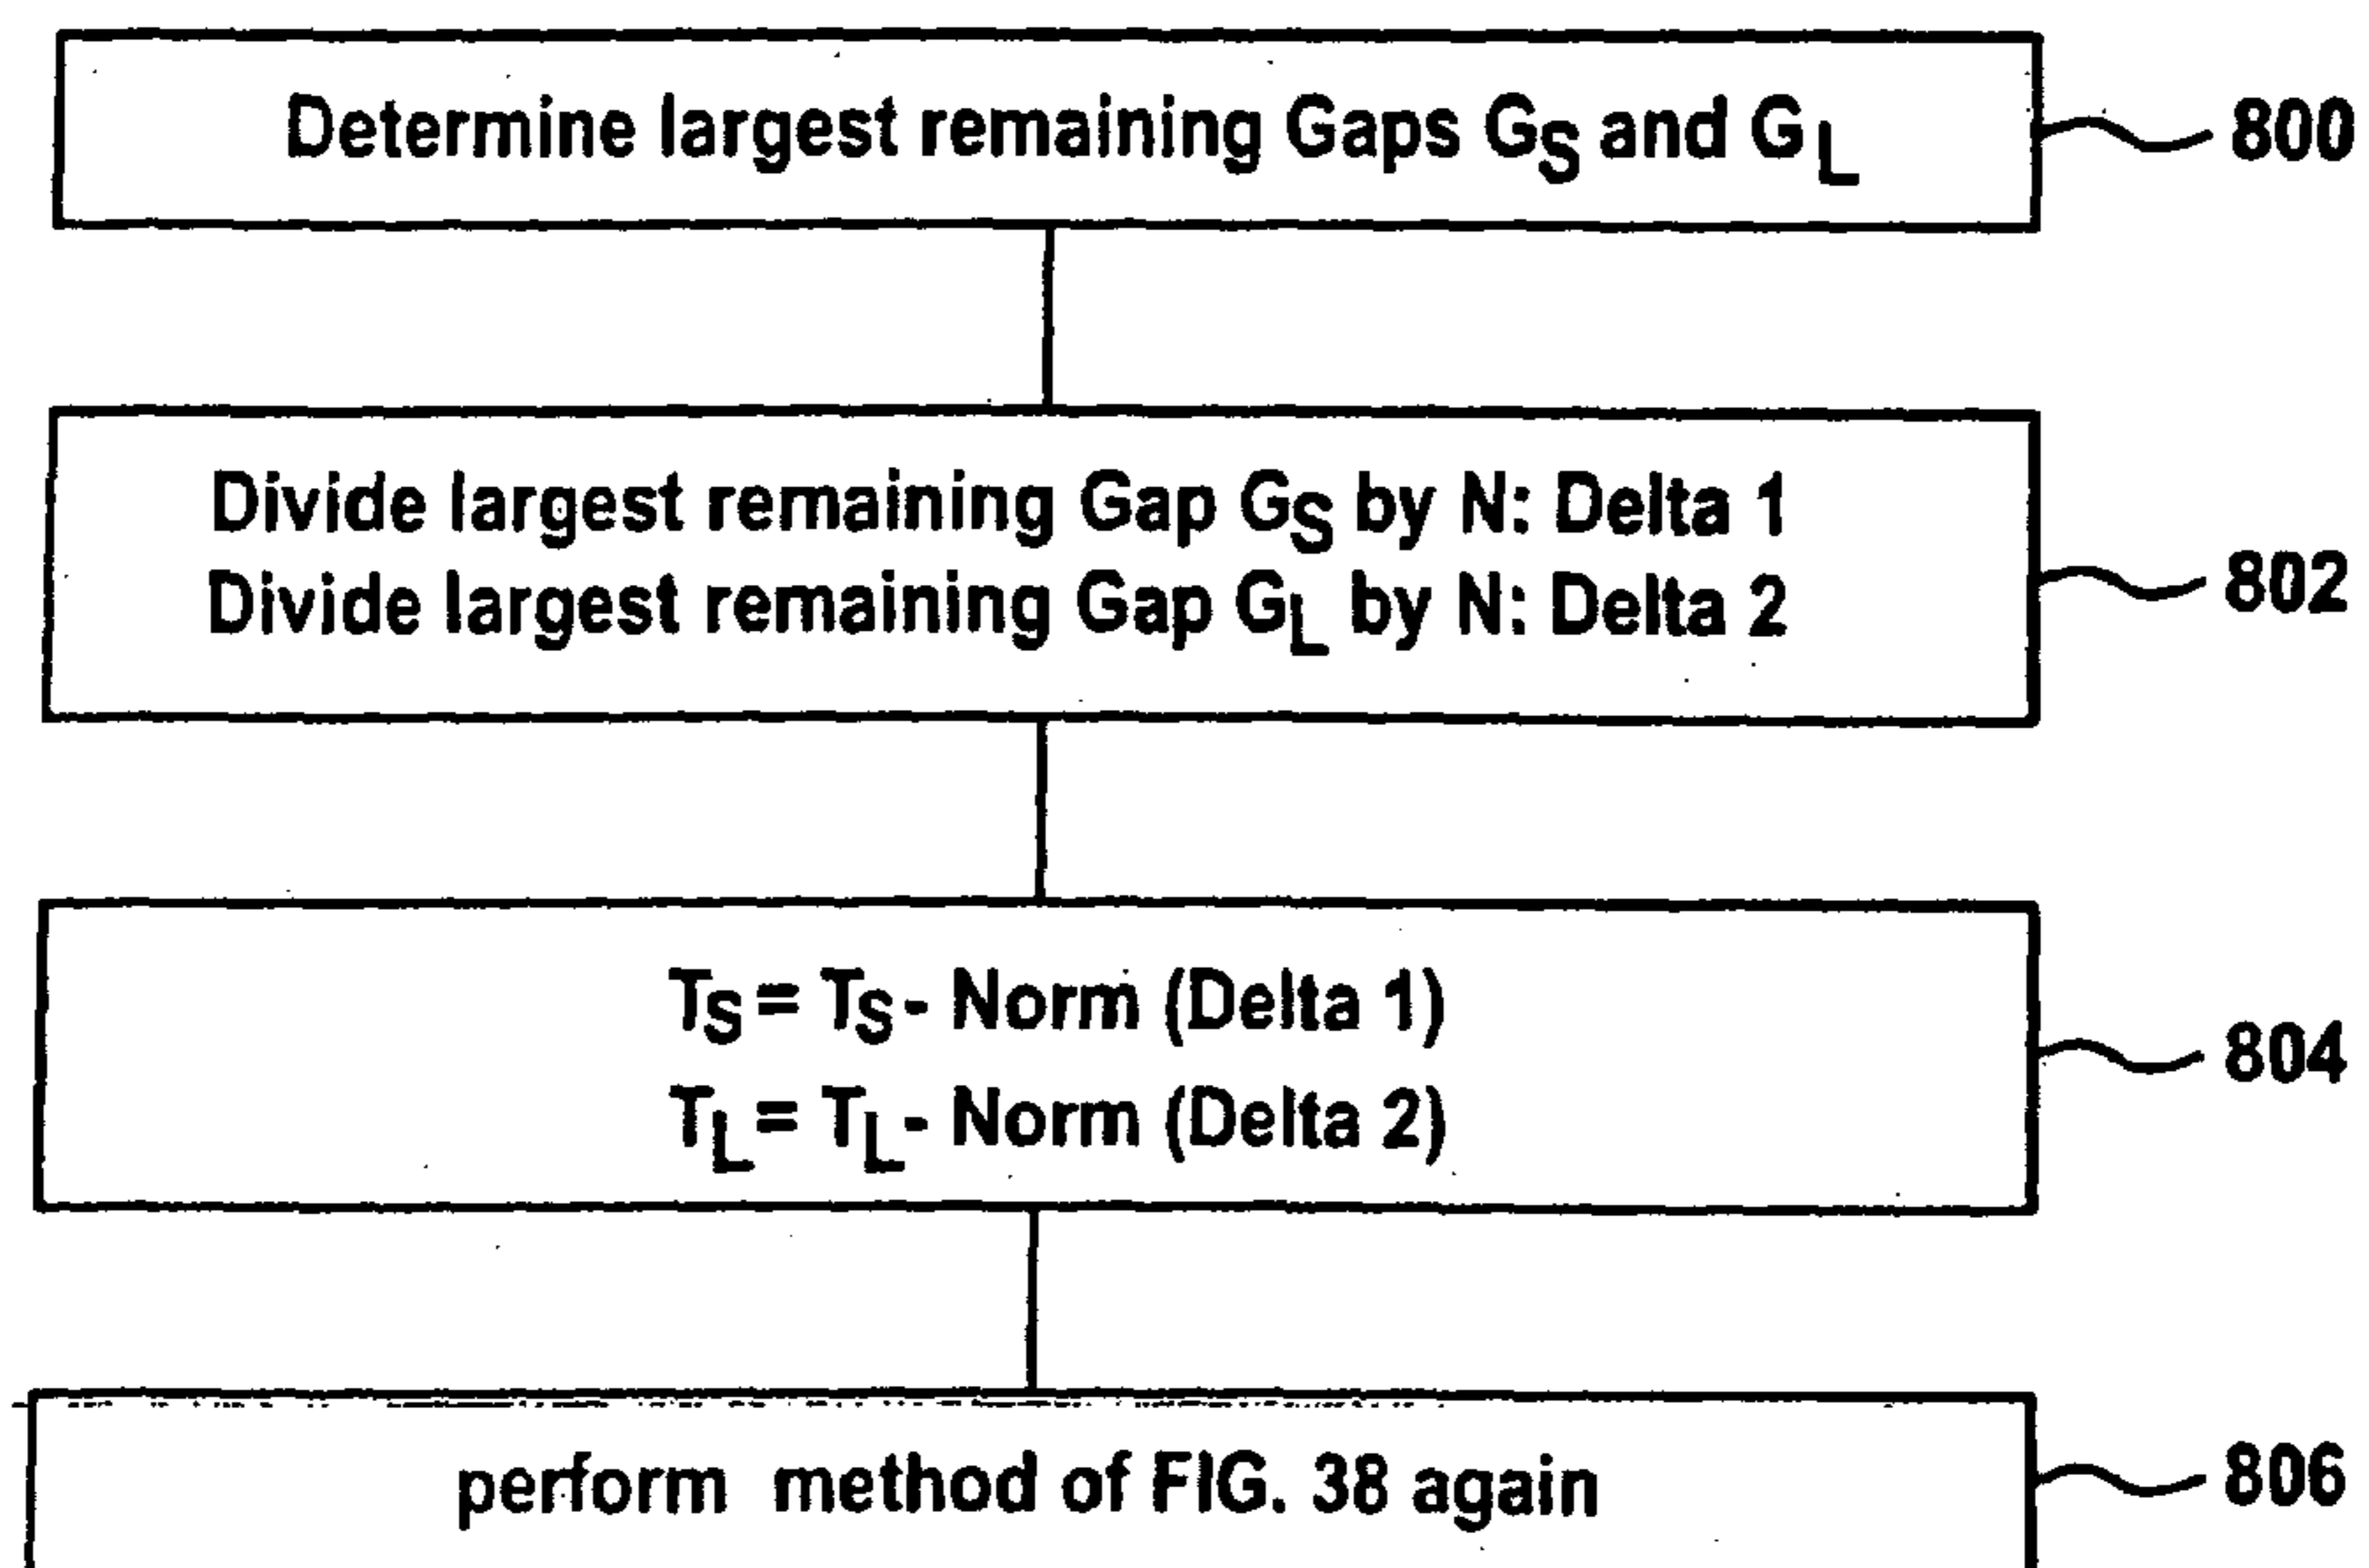 Determine largest remaining Gaps GS and GL
800
Divide largest remaining Gap GS by N: Delta 1
Divide largest remaining Gap GL by N: Delta 2
802
TS = TS - Norm (Delta 1)
TL = TL - Norm (Delta 2)
804
perform method of FIG. 38 again
806